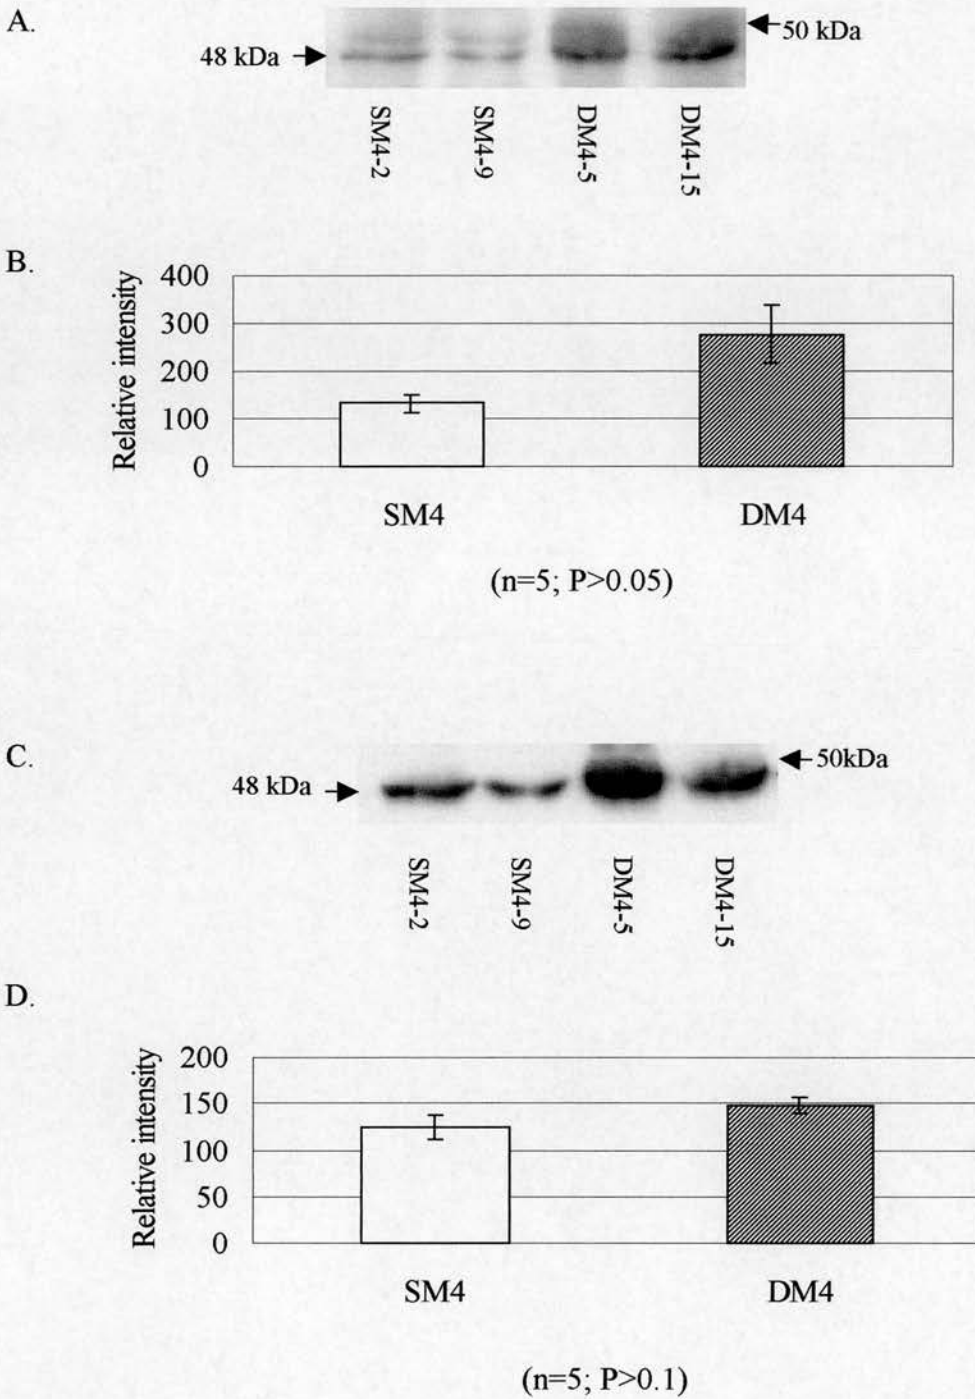 A.
48 kDa
50 kDa
SM4-2
SM4-9
DM4-5
DM4-15
B.
Relative intensity
400
300
200
100
0
SM4
DM4
(n=5; P>0.05)
C.
48 kDa
50kDa
SM4-2
SM4-9
DM4-5
DM4-15
D.
Relative intensity
200
150
100
50
0
SM4
DM4
(n=5; P>0.1)